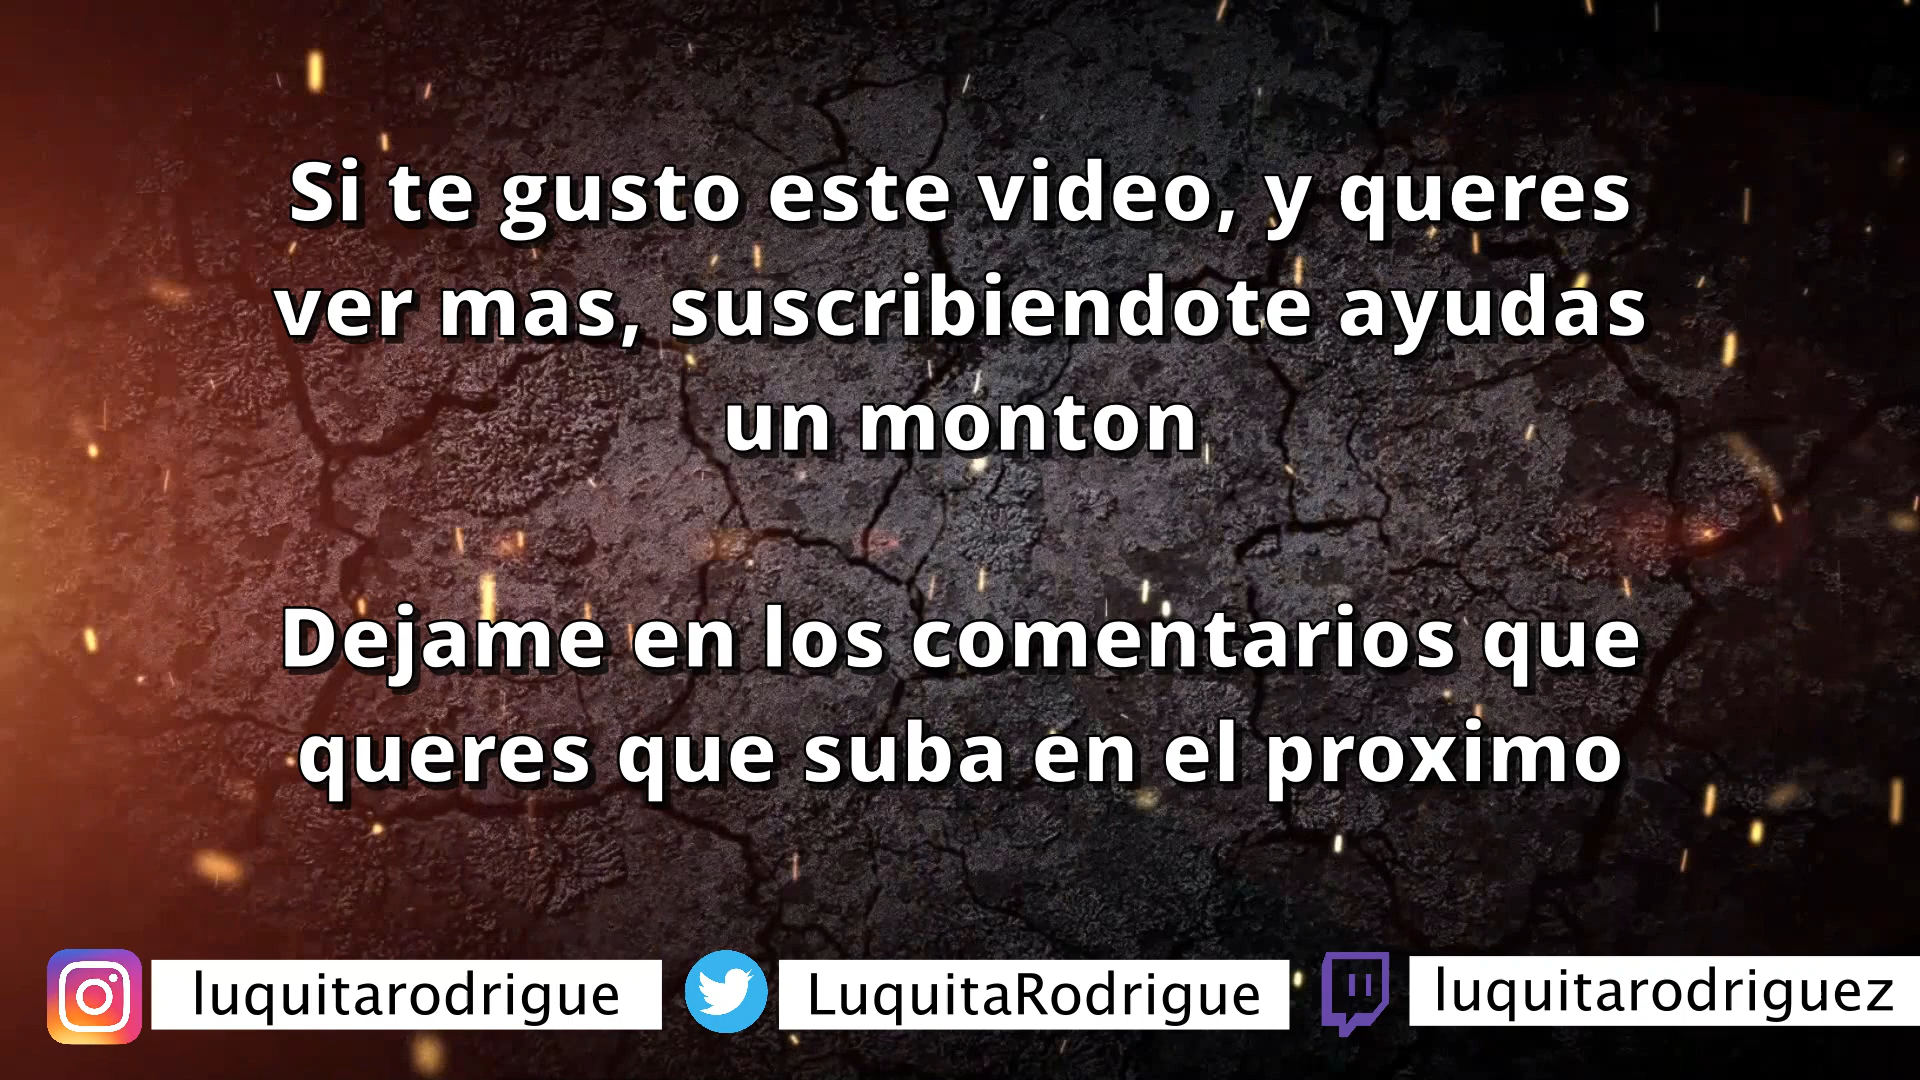 Si te gusto este video, y queres
ver mas, suscribiendote ayudas
un monton
Dejame en los comentarios que
queres que suba en el proximo
luquitarodrigue
LuquitaRodrigue
luquitarodriguez